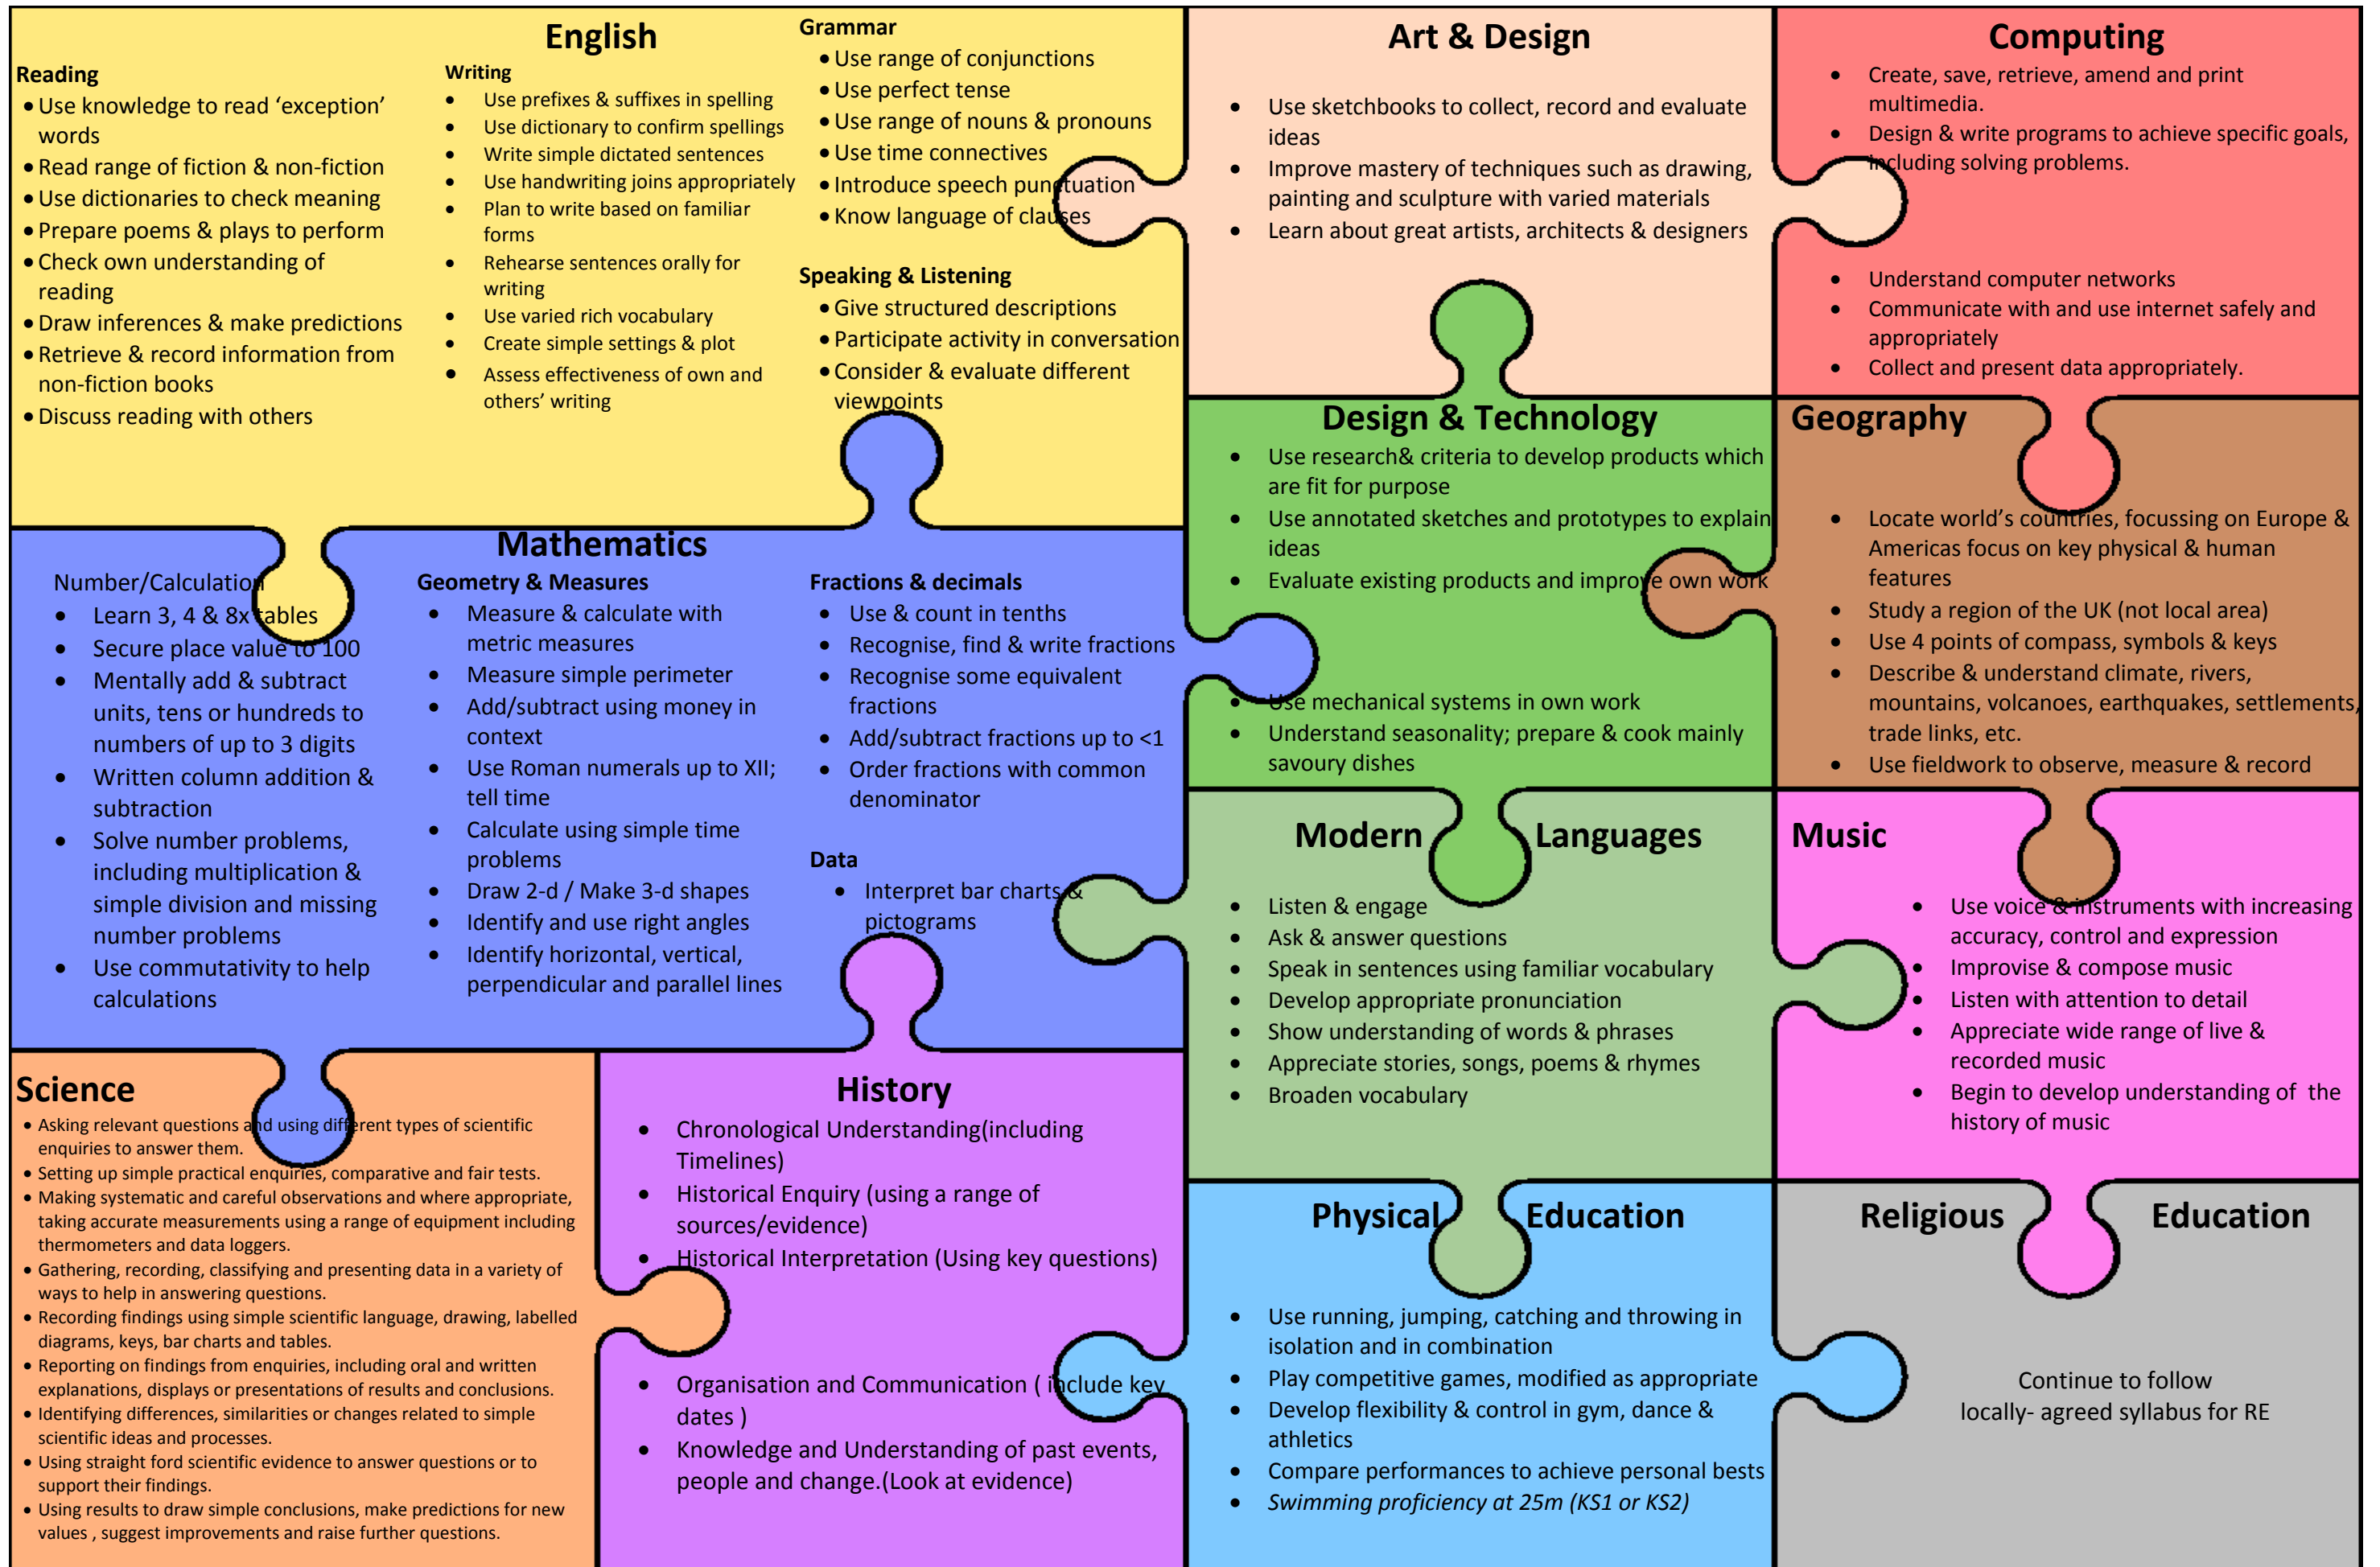 English
Reading
• Use knowledge to read ‘exception’
words
• Read range of fiction & non-fiction
• Use dictionaries to check meaning
• Prepare poems & plays to perform
• Check own understanding of
reading
• Draw inferences & make predictions
• Retrieve & record information from
non-fiction books
• Discuss reading with others
Writing
• Use prefixes & suffixes in spelling
• Use dictionary to confirm spellings
• Write simple dictated sentences
• Use handwriting joins appropriately
• Plan to write based on familiar
forms
• Rehearse sentences orally for
writing
• Use varied rich vocabulary
• Create simple settings & plot
• Assess effectiveness of own and
others’ writing
Grammar
• Use range of conjunctions
• Use perfect tense
• Use range of nouns & pronouns
• Use time connectives
• Introduce speech punctuation
• Know language of clauses
Speaking & Listening
• Give structured descriptions
• Participate activity in conversation
• Consider & evaluate different
viewpoints
Art & Design
• Use sketchbooks to collect, record and evaluate
ideas
• Improve mastery of techniques such as drawing,
painting and sculpture with varied materials
• Learn about great artists, architects & designers
Computing
• Create, save, retrieve, amend and print
multimedia.
• Design & write programs to achieve specific goals,
including solving problems.
• Understand computer networks
• Communicate with and use internet safely and
appropriately
• Collect and present data appropriately.
Mathematics
Number/Calculation
• Learn 3, 4 & 8x tables
• Secure place value to 100
• Mentally add & subtract
units, tens or hundreds to
numbers of up to 3 digits
• Written column addition &
subtraction
• Solve number problems,
including multiplication &
simple division and missing
number problems
• Use commutativity to help
calculations
Geometry & Measures
• Measure & calculate with
metric measures
• Measure simple perimeter
• Add/subtract using money in
context
• Use Roman numerals up to XII;
tell time
• Calculate using simple time
problems
• Draw 2-d / Make 3-d shapes
• Identify and use right angles
• Identify horizontal, vertical,
perpendicular and parallel lines
Fractions & decimals
• Use & count in tenths
• Recognise, find & write fractions
• Recognise some equivalent
fractions
• Add/subtract fractions up to <1
• Order fractions with common
denominator
Data
• Interpret bar charts &
pictograms
Design & Technology
• Use research& criteria to develop products which
are fit for purpose
• Use annotated sketches and prototypes to explain
ideas
• Evaluate existing products and improve own work
• Use mechanical systems in own work
• Understand seasonality; prepare & cook mainly
savoury dishes
Geography
• Locate world’s countries, focussing on Europe &
Americas focus on key physical & human
features
• Study a region of the UK (not local area)
• Use 4 points of compass, symbols & keys
• Describe & understand climate, rivers,
mountains, volcanoes, earthquakes, settlements,
trade links, etc.
• Use fieldwork to observe, measure & record
Modern Languages
• Listen & engage
• Ask & answer questions
• Speak in sentences using familiar vocabulary
• Develop appropriate pronunciation
• Show understanding of words & phrases
• Appreciate stories, songs, poems & rhymes
• Broaden vocabulary
Music
• Use voice & instruments with increasing
accuracy, control and expression
• Improvise & compose music
• Listen with attention to detail
• Appreciate wide range of live &
recorded music
• Begin to develop understanding of the
history of music
Science
• Asking relevant questions and using different types of scientific
enquiries to answer them.
• Setting up simple practical enquiries, comparative and fair tests.
• Making systematic and careful observations and where appropriate,
taking accurate measurements using a range of equipment including
thermometers and data loggers.
• Gathering, recording, classifying and presenting data in a variety of
ways to help in answering questions.
• Recording findings using simple scientific language, drawing, labelled
diagrams, keys, bar charts and tables.
• Reporting on findings from enquiries, including oral and written
explanations, displays or presentations of results and conclusions.
• Identifying differences, similarities or changes related to simple
scientific ideas and processes.
• Using straight ford scientific evidence to answer questions or to
support their findings.
• Using results to draw simple conclusions, make predictions for new
values , suggest improvements and raise further questions.
History
• Chronological Understanding(including
Timelines)
• Historical Enquiry (using a range of
sources/evidence)
• Historical Interpretation (Using key questions)
• Organisation and Communication ( include key
dates )
• Knowledge and Understanding of past events,
people and change.(Look at evidence)
Physical Education
• Use running, jumping, catching and throwing in
isolation and in combination
• Play competitive games, modified as appropriate
• Develop flexibility & control in gym, dance &
athletics
• Compare performances to achieve personal bests
• Swimming proficiency at 25m (KS1 or KS2)
Religious Education
Continue to follow
locally- agreed syllabus for RE